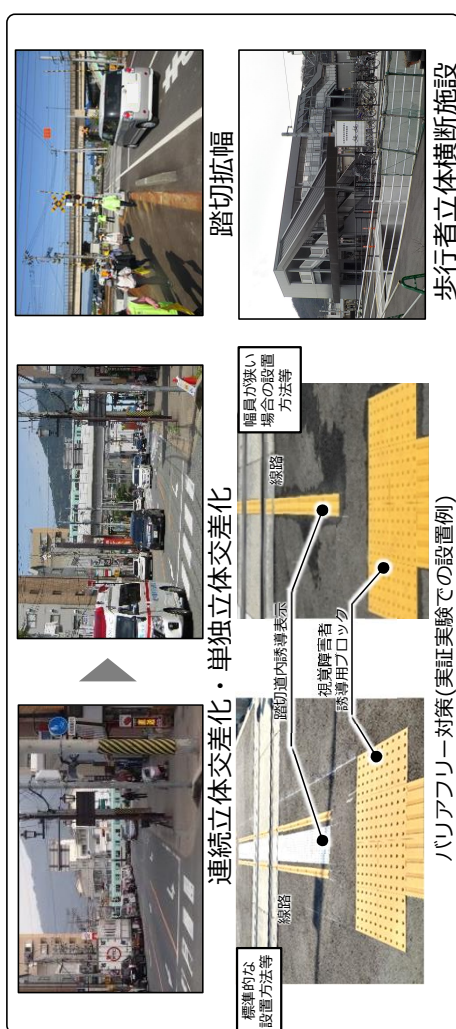 連続立体交差化・単独立体交差化
踏切拡幅
標準的な
設置方法等
線路
踏切道内誘導表示
視覚障害者
誘導用ブロック
線路
幅員が狭い
場合の設置
方法等
バリアフリー対策(実証実験での設置例)
歩行者立体横断施設